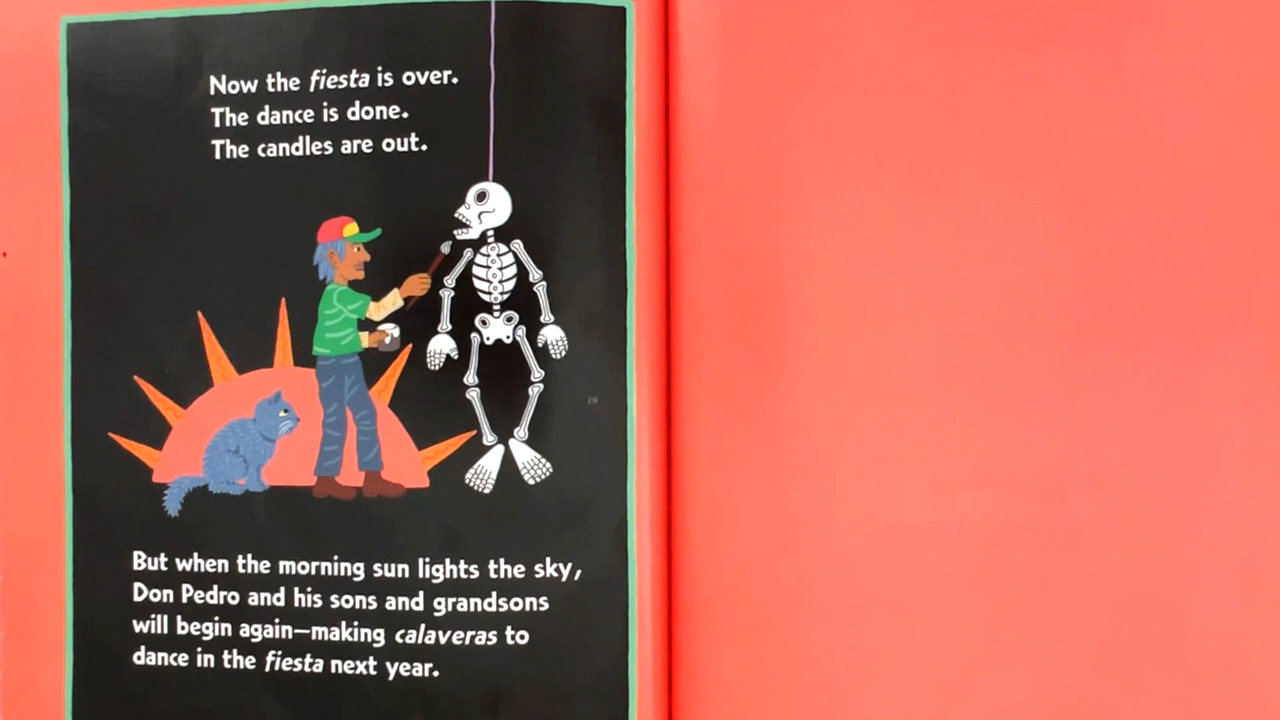 Now the fiesta is over.
The dance is done.
The candles are out.
But when the morning sun lights the sky,
Don Pedro and his sons and grandsons
will begin again—making calaveras to
dance in the fiesta next year.